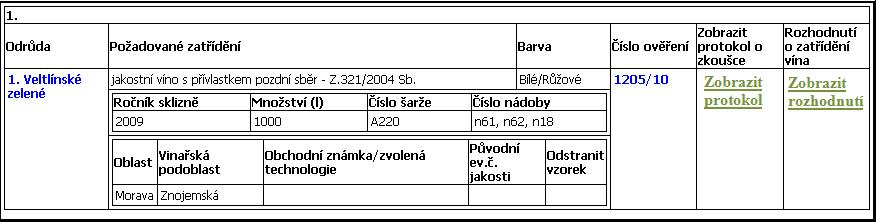 1.
Odrůda Požadované zatřídění Barva Číslo ověření Zobrazit protokol o zkoušce Rozhodnutí o zatřídění vína
1. Veltlínské zelené jakostní víno s přívlastkem pozdní sběr - Z.321/2004 Sb. Bílé/Růžové 1205/10 Zobrazit protokol Zobrazit rozhodnutí
Ročník sklizně Množství (l) Číslo šarže Číslo nádoby
2009 1000 A220 n61, n62, n18
Oblast Vinařská podoblast Obchodní známka/zvolená technologie Původní ev.č. jakosti Odstranit vzorek
Morava Znojemská